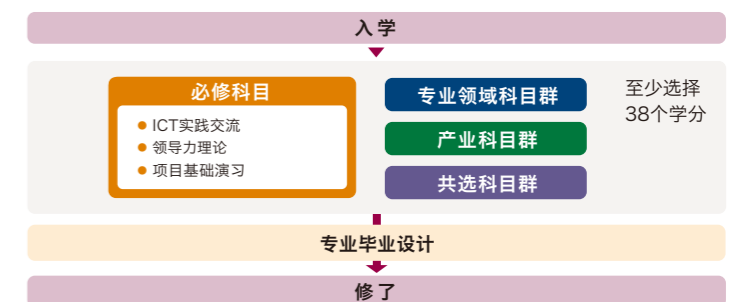 入学
必修科目
ICT实践交流
领导力理论
项目基础演习
专业领域科目群
产业科目群
共选科目群
至少选择
38个学分
专业毕业设计
修了